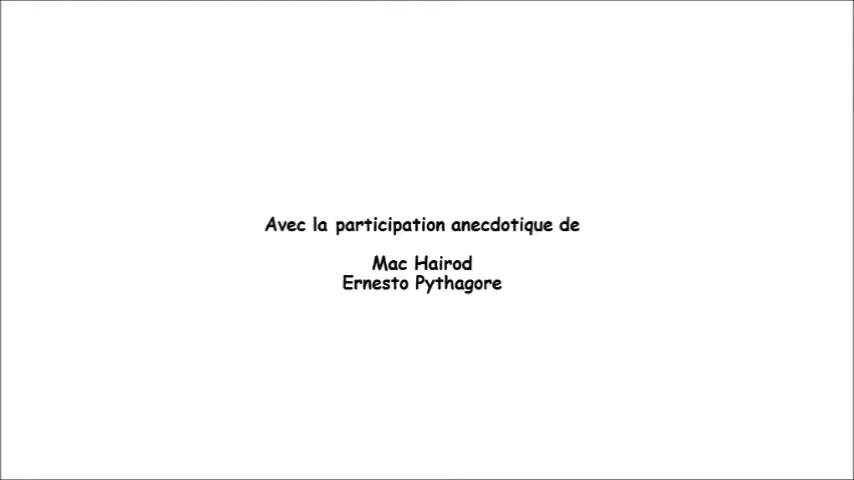 Avec la participation anecdotique de
Mac Hairod
Ernesto Pythagore